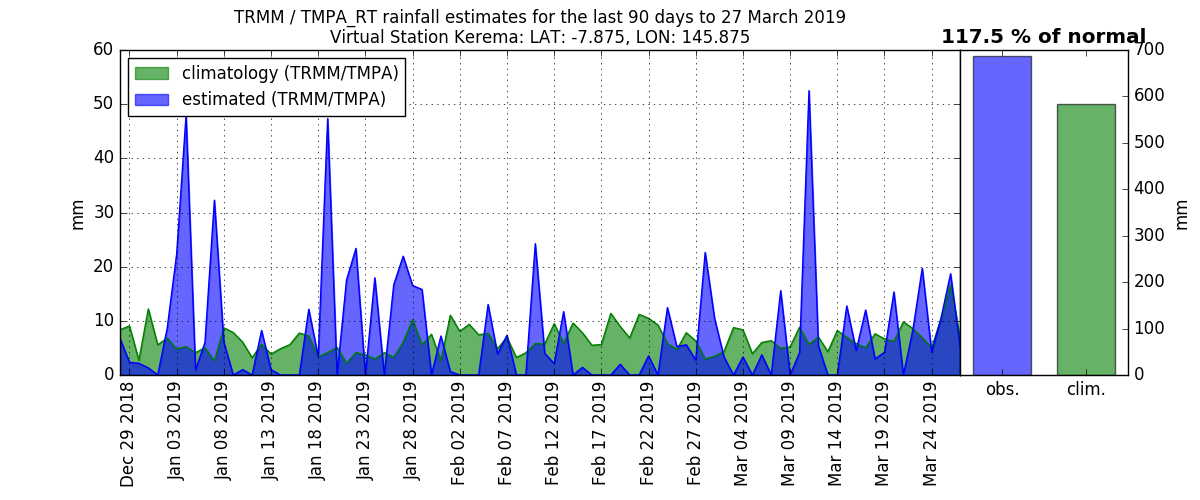 TRMM / TMPA_RT rainfall estimates for the last 90 days to 27 March 2019
Virtual Station Kerema: LAT: -7.875, LON: 145.875
117.5 % of normal
climatology (TRMM/TMPA)
estimated (TRMM/TMPA)
60
50
40
30
20
10
0
mm
Dec 29 2018
Jan 03 2019
Jan 08 2019
Jan 13 2019
Jan 18 2019
Jan 23 2019
Jan 28 2019
Feb 02 2019
Feb 07 2019
Feb 12 2019
Feb 17 2019
Feb 22 2019
Feb 27 2019
Mar 04 2019
Mar 09 2019
Mar 14 2019
Mar 19 2019
Mar 24 2019
obs.
clim.
700
600
500
400
300
200
100
0
mm